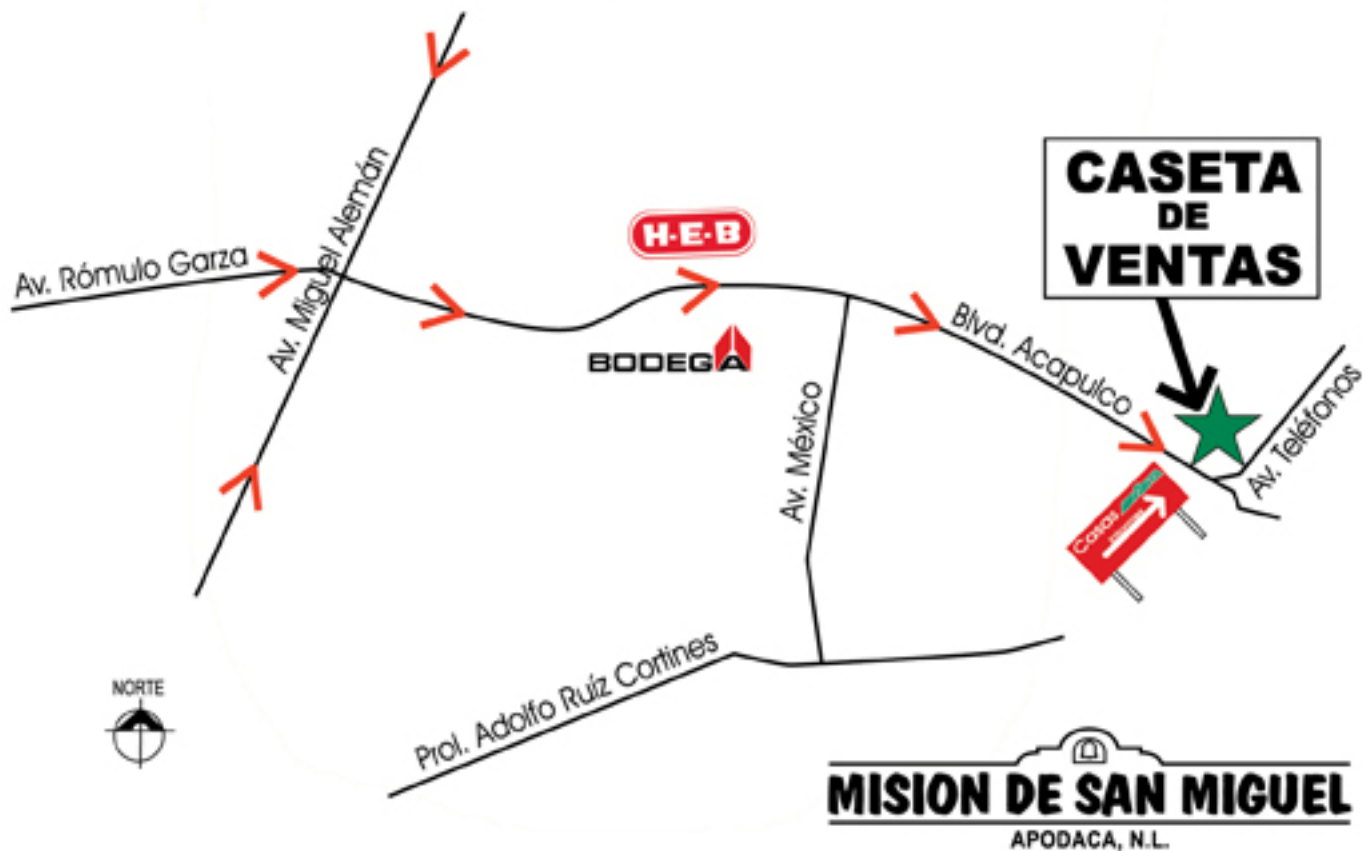 CASETA
DE
VENTAS
Av. Rómulo Garza
Av. Miguel Alemán
H-E-B
BODEGA
Blvd. Acapulco
Av. México
Av. Teléfonos
Casas
Prol. Adolfo Ruíz Cortines
NORTE
MISION DE SAN MIGUEL
APODACA, N.L.